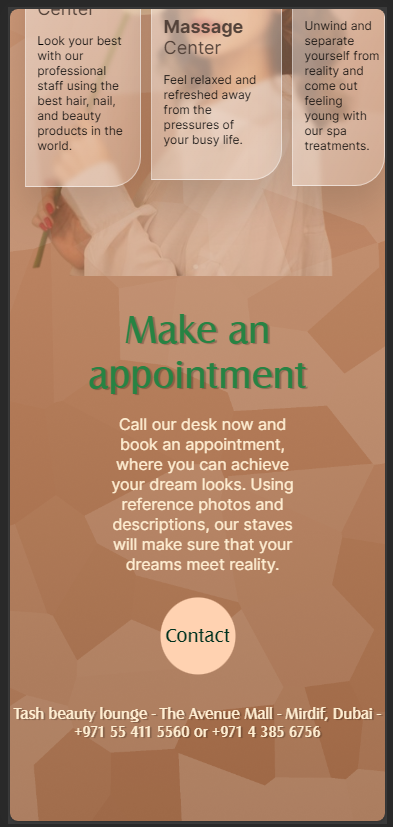 Center
Look your best
with our
professional
staff using the
best hair, nail,
and beauty
products in the
world.
Massage
Center
Feel relaxed and
refreshed away
from the
pressures of
your busy life.
Unwind and
separate
yourself from
reality and
come out
feeling
young with
our spa
treatments.
Make an
appointment
Call our desk now and
book an appointment,
where you can achieve
your dream looks. Using
reference photos and
descriptions, our staves
will make sure that your
dreams meet reality.
Contact
Tash beauty lounge - The Avenue Mall - Mirdif, Dubai -
+971 55 411 5560 or +971 4 385 6756